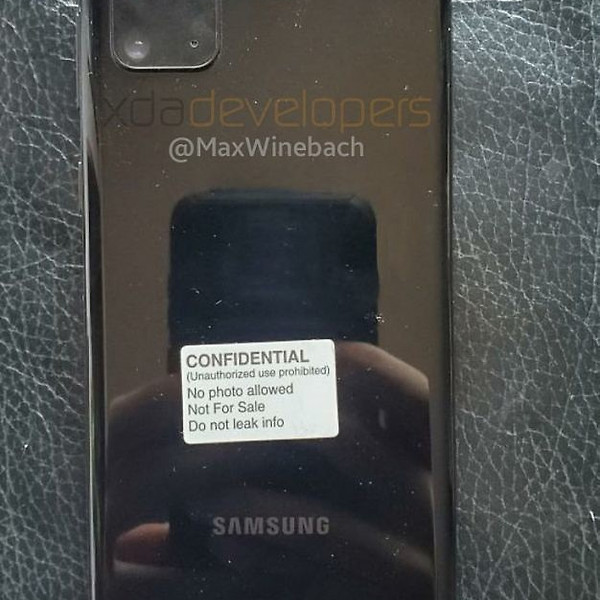 xdadevelopers
@MaxWinebach
CONFIDENTIAL
(Unauthorized use prohibited)
No photo allowed
Not For Sale
Do not leak info
SAMSUNG